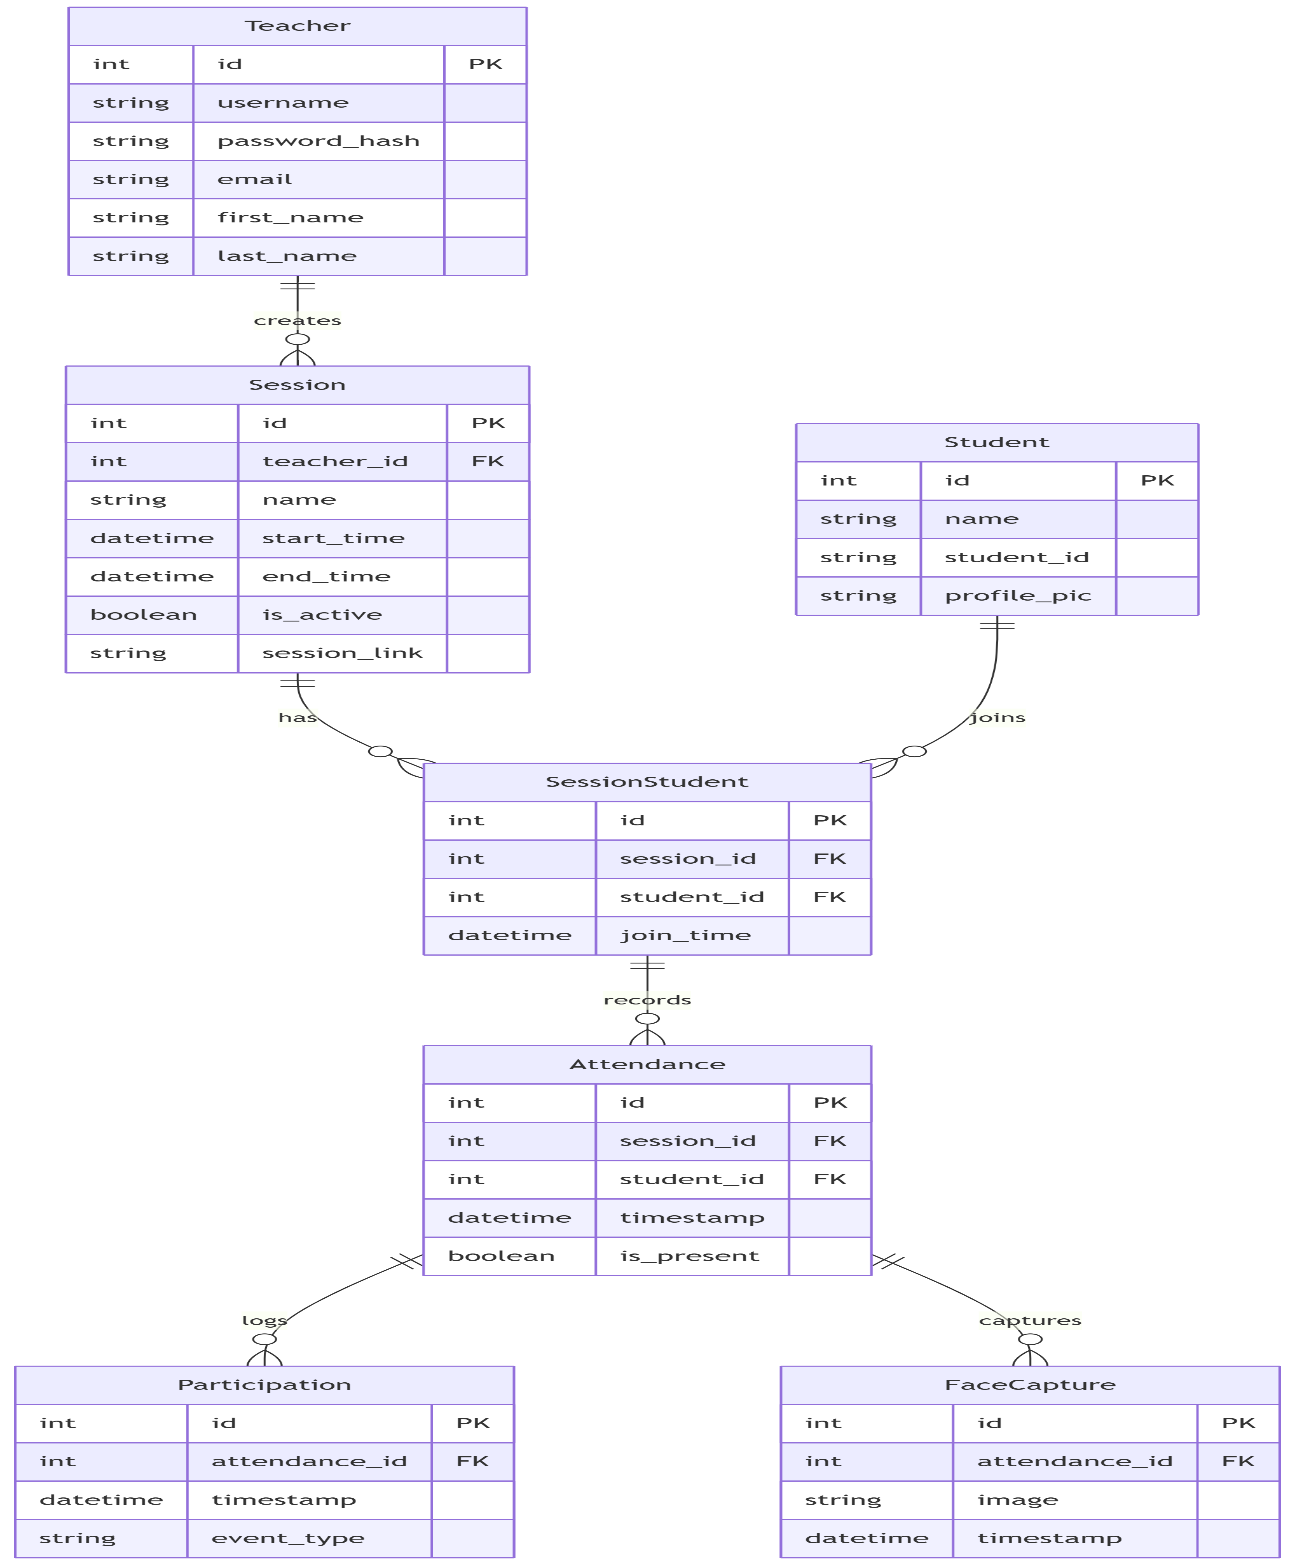 Teacher
int id PK
string username
string password_hash
string email
string first_name
string last_name
creates
Session
int id PK
int teacher_id FK
string name
datetime start_time
datetime end_time
boolean is_active
string session_link
Student
int id PK
string name
string student_id
string profile_pic
has
joins
SessionStudent
int id PK
int session_id FK
int student_id FK
datetime join_time
records
Attendance
int id PK
int session_id FK
int student_id FK
datetime timestamp
boolean is_present
logs
captures
Participation
int id PK
int attendance_id FK
datetime timestamp
string event_type
FaceCapture
int id PK
int attendance_id FK
string image
datetime timestamp